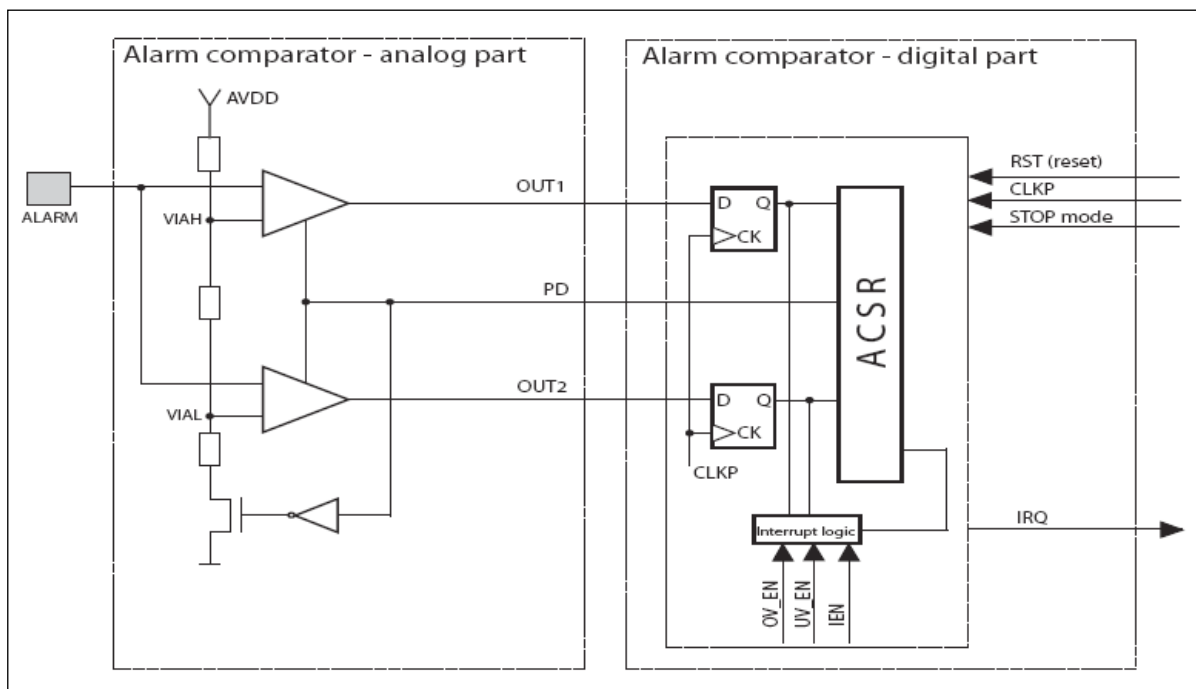 Alarm comparator - analog part
AVDD
ALARM
VIAH
VIAL
OUT1
PD
OUT2
Alarm comparator - digital part
D Q
CK
D Q
CK
CLKP
ACSR
Interrupt logic
OV_EN
UV_EN
IEN
RST (reset)
CLKP
STOP mode
IRQ